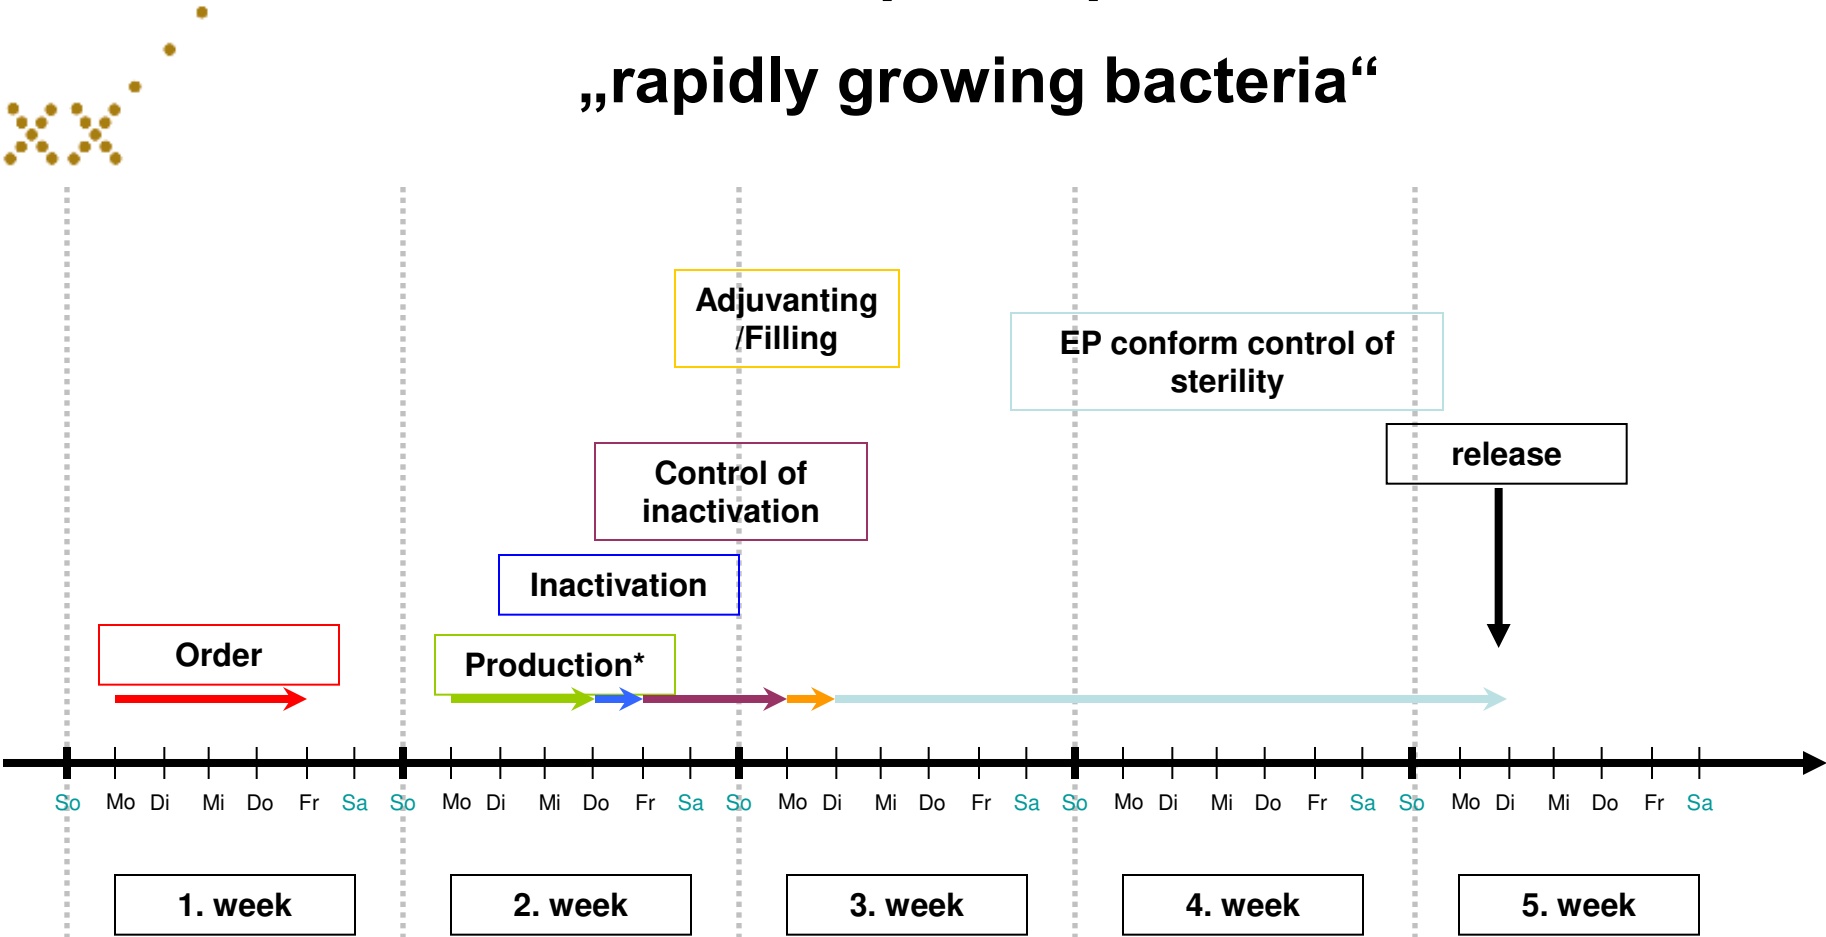 „rapidly growing bacteria“
Adjuvanting
/Filling
EP conform control of
sterility
release
Control of
inactivation
Inactivation
Order
Production*
So Mo Di Mi Do Fr Sa So Mo Di Mi Do Fr Sa So Mo Di Mi Do Fr Sa So Mo Di Mi Do Fr Sa So Mo Di Mi Do Fr Sa
1. week 2. week 3. week 4. week 5. week